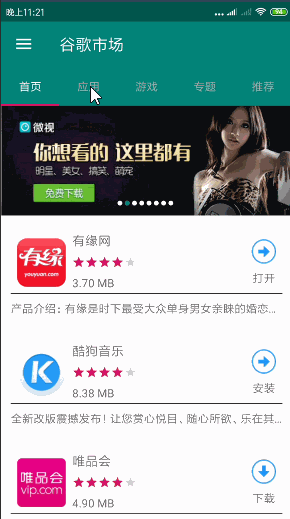 晚上11:21
谷歌市场
首页 应用 游戏 专题 推荐
微视
你想看的 这里都有
明星、美女、搞笑、萌宠
免费下载
有缘
youyuan.com
有缘网
3.70 MB
打开
产品介绍: 有缘是时下最受大众单身男女亲睐的婚恋...
K
酷狗音乐
8.38 MB
安装
全新改版震撼发布! 让您赏心悦目、随心所欲、乐在其...
唯品会
vip.com
唯品会
4.90 MB
下载